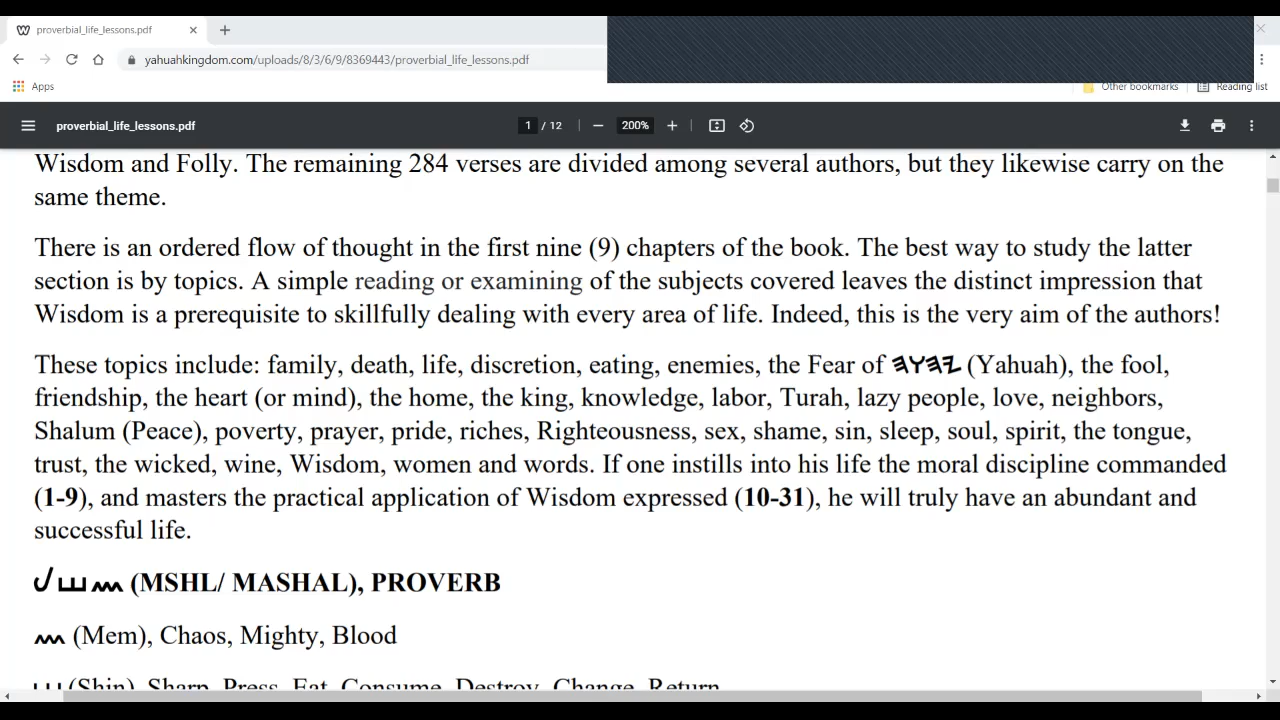 proverbial_life_lessons.pdf
yahuahkingdom.com/uploads/8/3/6/9/8369443/proverbial_life_lessons.pdf
Apps
Other bookmarks
Reading list
proverbial_life_lessons.pdf
1 / 12
200%
Wisdom and Folly. The remaining 284 verses are divided among several authors, but they likewise carry on the
same theme.
There is an ordered flow of thought in the first nine (9) chapters of the book. The best way to study the latter
section is by topics. A simple reading or examining of the subjects covered leaves the distinct impression that
Wisdom is a prerequisite to skillfully dealing with every area of life. Indeed, this is the very aim of the authors!
These topics include: family, death, life, discretion, eating, enemies, the Fear of 𐤉𐤄𐤅𐤄 (Yahuah), the fool,
friendship, the heart (or mind), the home, the king, knowledge, labor, Turah, lazy people, love, neighbors,
Shalum (Peace), poverty, prayer, pride, riches, Righteousness, sex, shame, sin, sleep, soul, spirit, the tongue,
trust, the wicked, wine, Wisdom, women and words. If one instills into his life the moral discipline commanded
(1-9), and masters the practical application of Wisdom expressed (10-31), he will truly have an abundant and
successful life.
𐤌𐤔𐤋 (MSHL/ MASHAL), PROVERB
𐤌 (Mem), Chaos, Mighty, Blood
𐤔 (Shin), Sharp, Press, Eat, Consume, Destroy, Change, Return